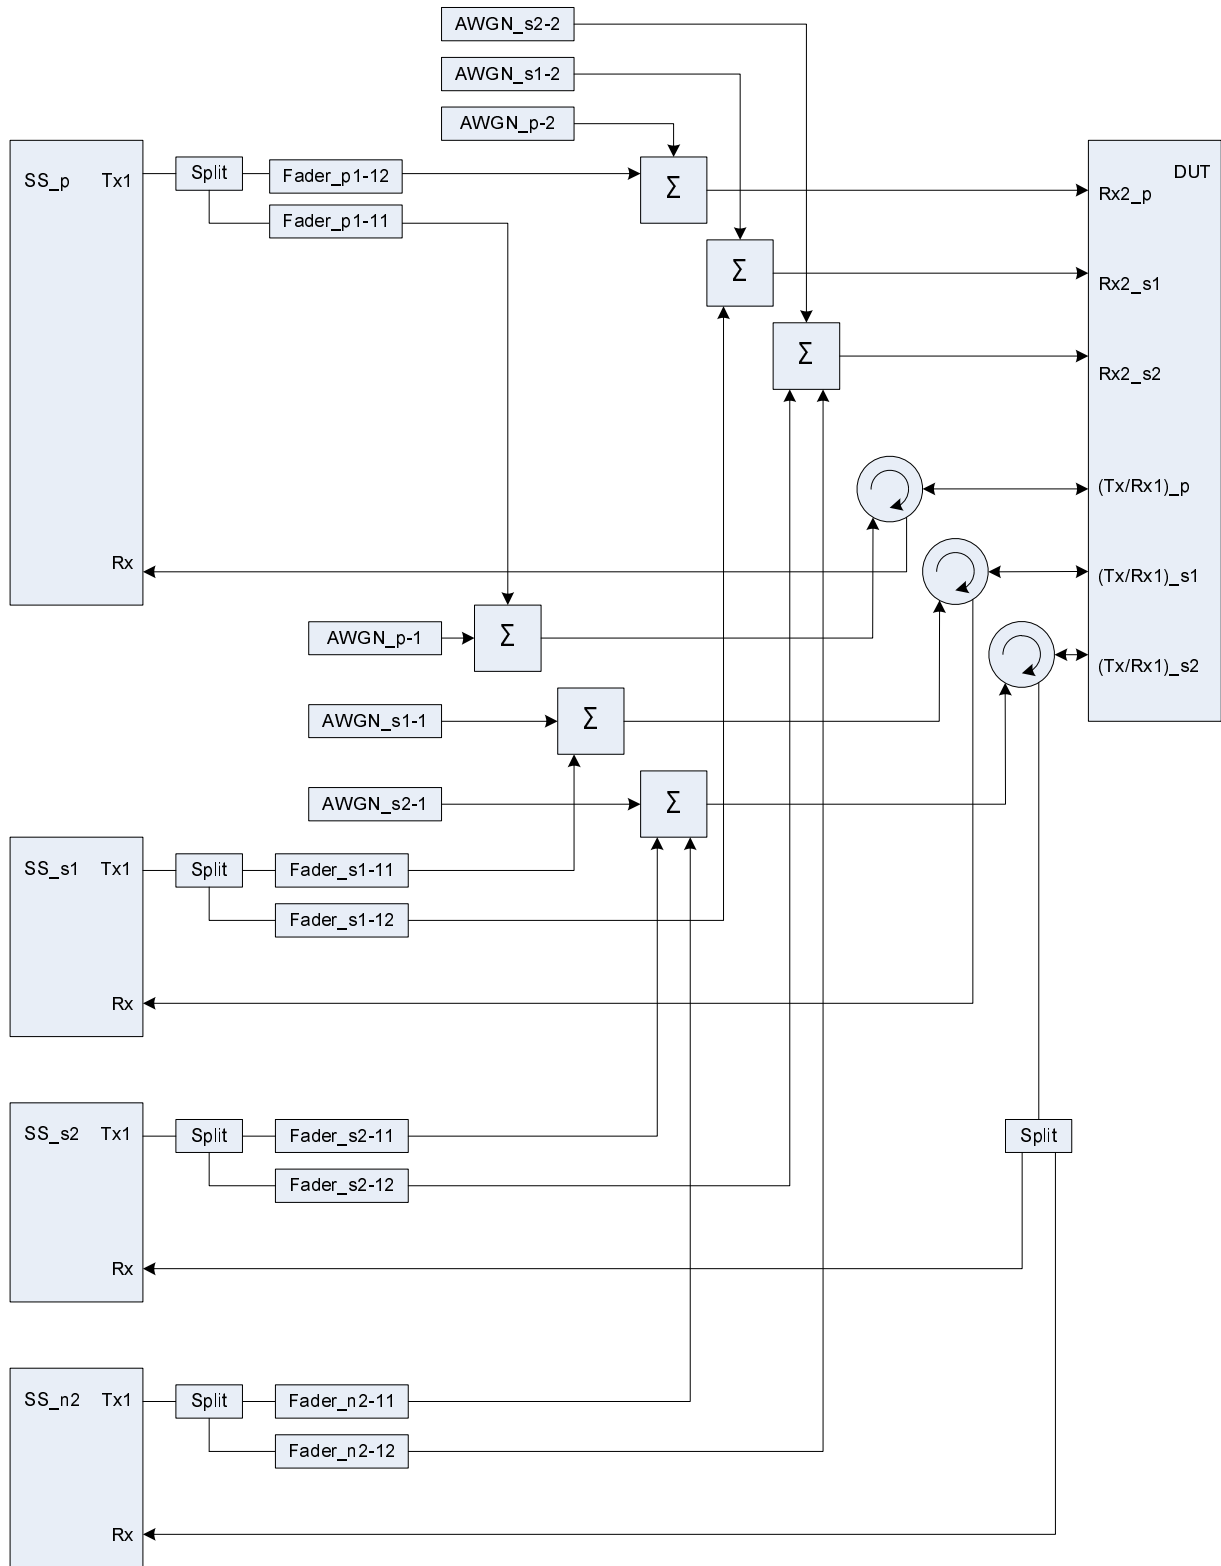 AWGN_s2-2
AWGN_s1-2
AWGN_p-2
SS_p Tx1
Split
Fader_p1-12
Fader_p1-11
Σ
DUT
Rx2_p
Σ
Rx2_s1
Σ
Rx2_s2
(Tx/Rx1)_p
Rx
(Tx/Rx1)_s1
AWGN_p-1
Σ
(Tx/Rx1)_s2
AWGN_s1-1
Σ
AWGN_s2-1
Σ
SS_s1 Tx1
Split
Fader_s1-11
Fader_s1-12
Rx
SS_s2 Tx1
Split
Fader_s2-11
Split
Fader_s2-12
Rx
SS_n2 Tx1
Split
Fader_n2-11
Fader_n2-12
Rx